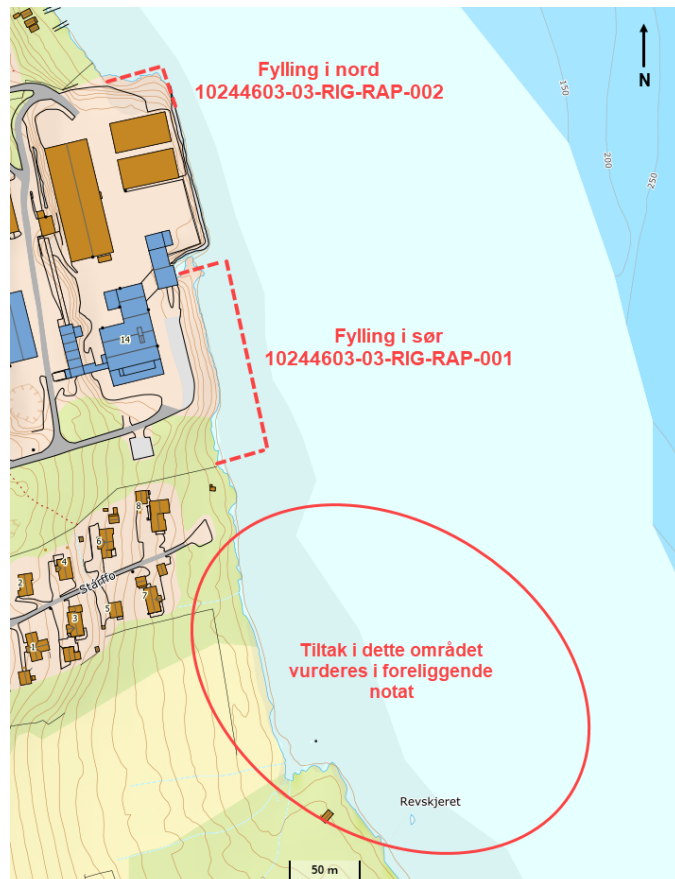 Fylling i nord
10244603-03-RIG-RAP-002
N
150
200
250
14
Fylling i sør
10244603-03-RIG-RAP-001
8
6
4
2
Stárffo
7
5
3
1
Tiltak i dette området
vurderes i foreliggende
notat
Revskjeret
50 m